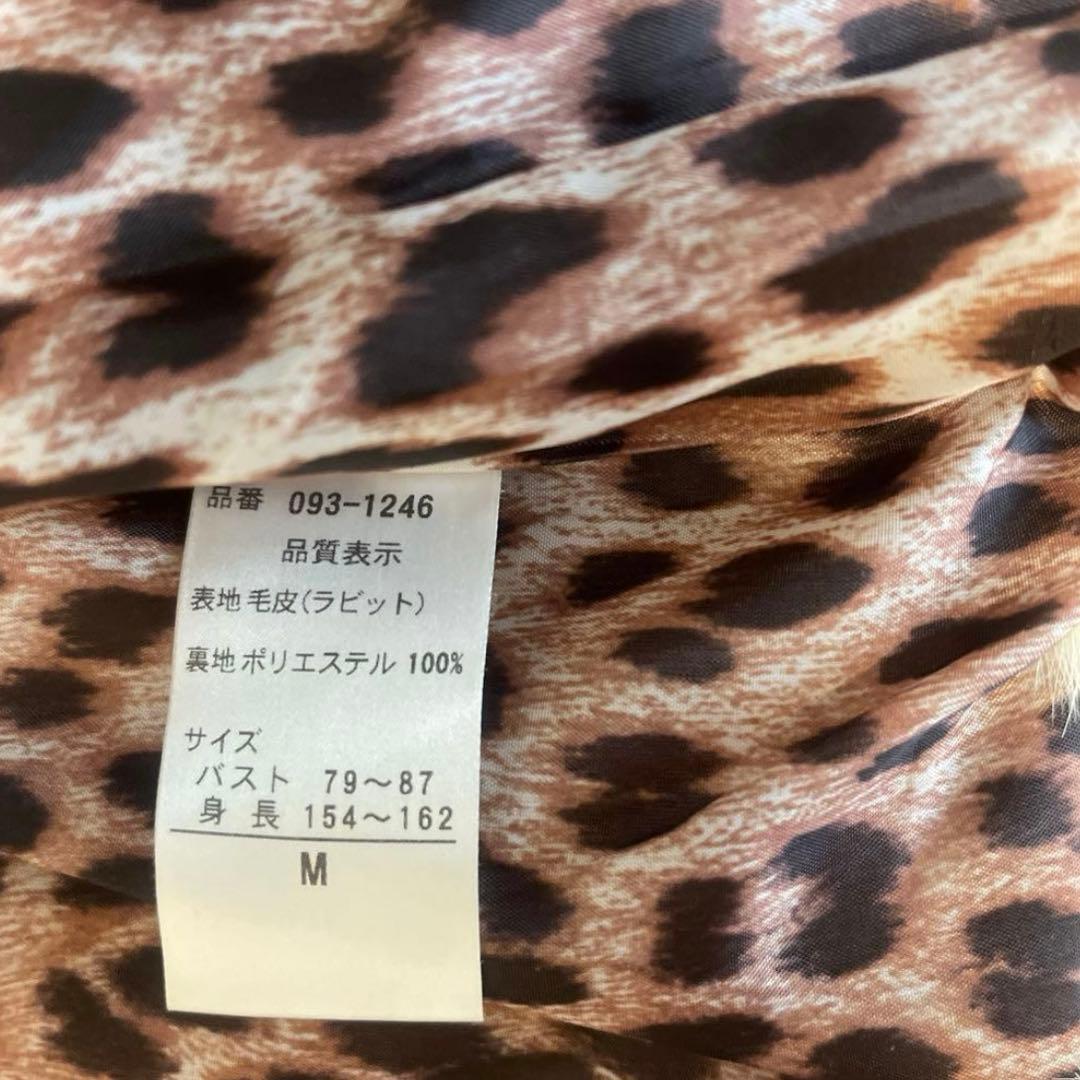 品番 093-1246
品質表示
表地 毛皮(ラビット)
裏地 ポリエステル 100%
サイズ
バスト 79～87
身長 154～162
M